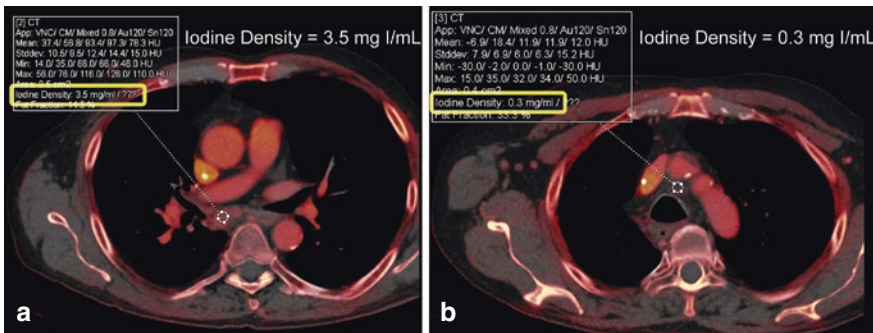 [2] CT
App: VNC/ CM/ Mixed 0.8/ Au120/ Sn120
Mean: 37.4/ 56.8/ 93.4/ 97.3/ 78.3 HU
Stddev: 10.5/ 9.5/ 12.4/ 14.4/ 15.0 HU
Min: 14.0/ 35.0/ 66.0/ 66.0/ 48.0 HU
Max: 56.0/ 76.0/ 116.0/ 126.0/ 110.0 HU
Area: 0.5 cm2
Iodine Density: 3.5 mg/ml / ???
Fat Fraction: 14.3 %
Iodine Density = 3.5 mg I/mL
a
[3] CT
App: VNC/ CM/ Mixed 0.8/ Au120/ Sn120
Mean: -6.9/ 18.4/ 11.9/ 11.9/ 12.0 HU
Stddev: 7.9/ 6.9/ 6.0/ 6.3/ 15.2 HU
Min: -30.0/ -2.0/ 0.0/ -1.0/ -30.0 HU
Max: 15.0/ 35.0/ 32.0/ 34.0/ 50.0 HU
Area: 0.4 cm2
Iodine Density: 0.3 mg/ml / ???
Fat Fraction: 33.3 %
Iodine Density = 0.3 mg I/mL
b